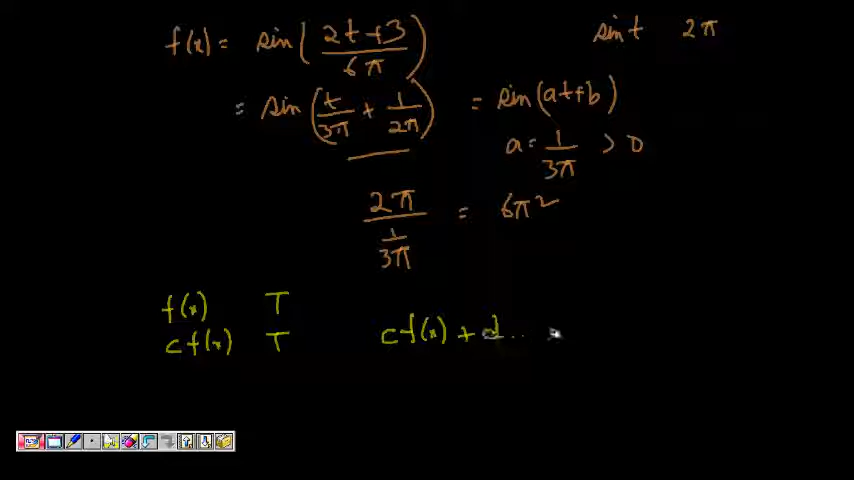 f(x) = sin( (2t+3)/(6π) )    sin t    2π
= sin( t/(3π) + 1/(2π) ) = sin(at+b)
a = 1/(3π) > 0
2π/(1/(3π)) = 6π²
f(x)    T
cf(x)    T    cf(x) + d ...